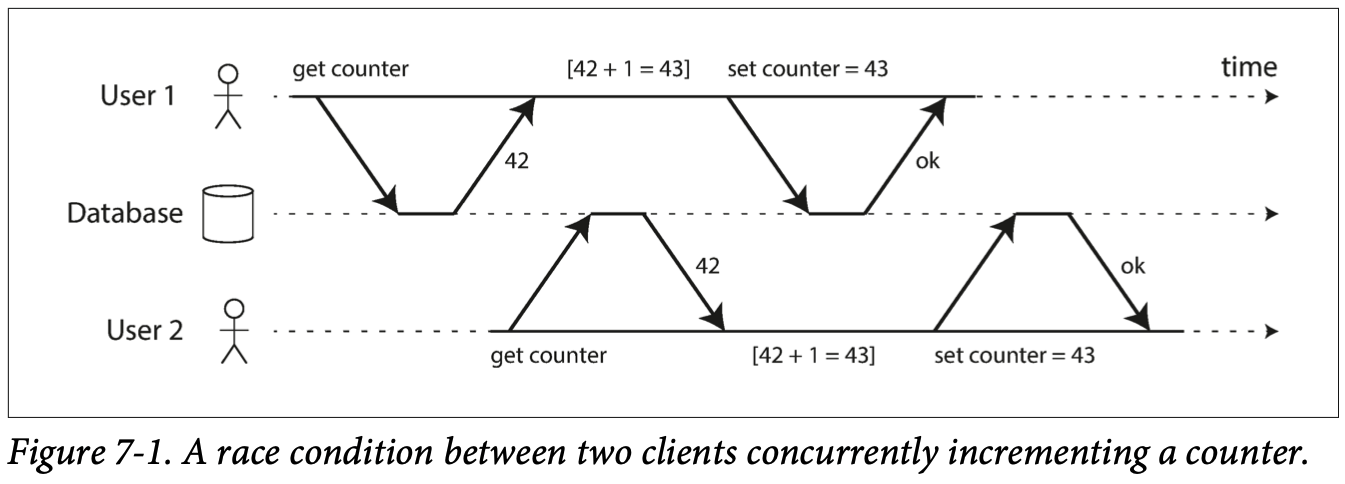 get counter [42 + 1 = 43] set counter = 43 time
User 1
42 ok
Database
42 ok
User 2
get counter [42 + 1 = 43] set counter = 43
Figure 7-1. A race condition between two clients concurrently incrementing a counter.